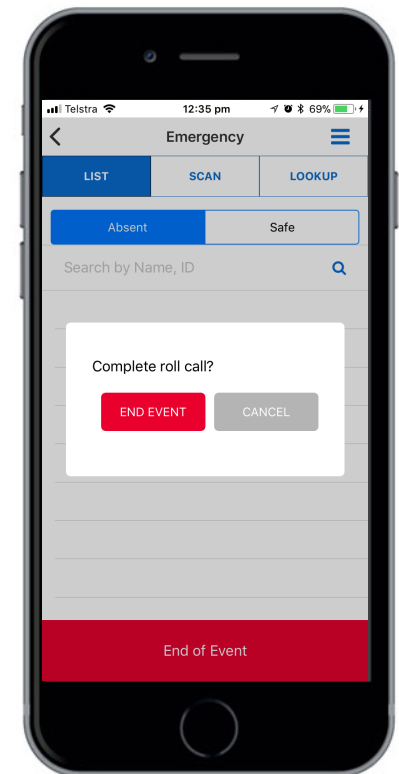 Telstra 12:35 pm 69%
Emergency
LIST SCAN LOOKUP
Absent Safe
Search by Name, ID
Complete roll call?
END EVENT CANCEL
End of Event